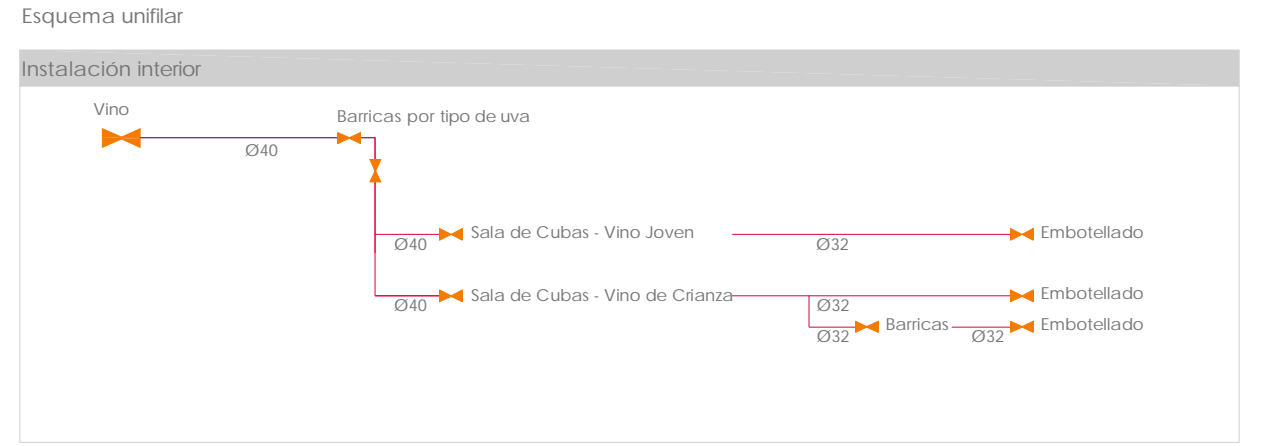 Esquema unifilar
Instalación interior
Vino
Barricas por tipo de uva
Ø40
Ø40
Sala de Cubas - Vino Joven
Ø32
Embotellado
Ø40
Sala de Cubas - Vino de Crianza
Ø32
Embotellado
Ø32
Barricas
Ø32
Embotellado